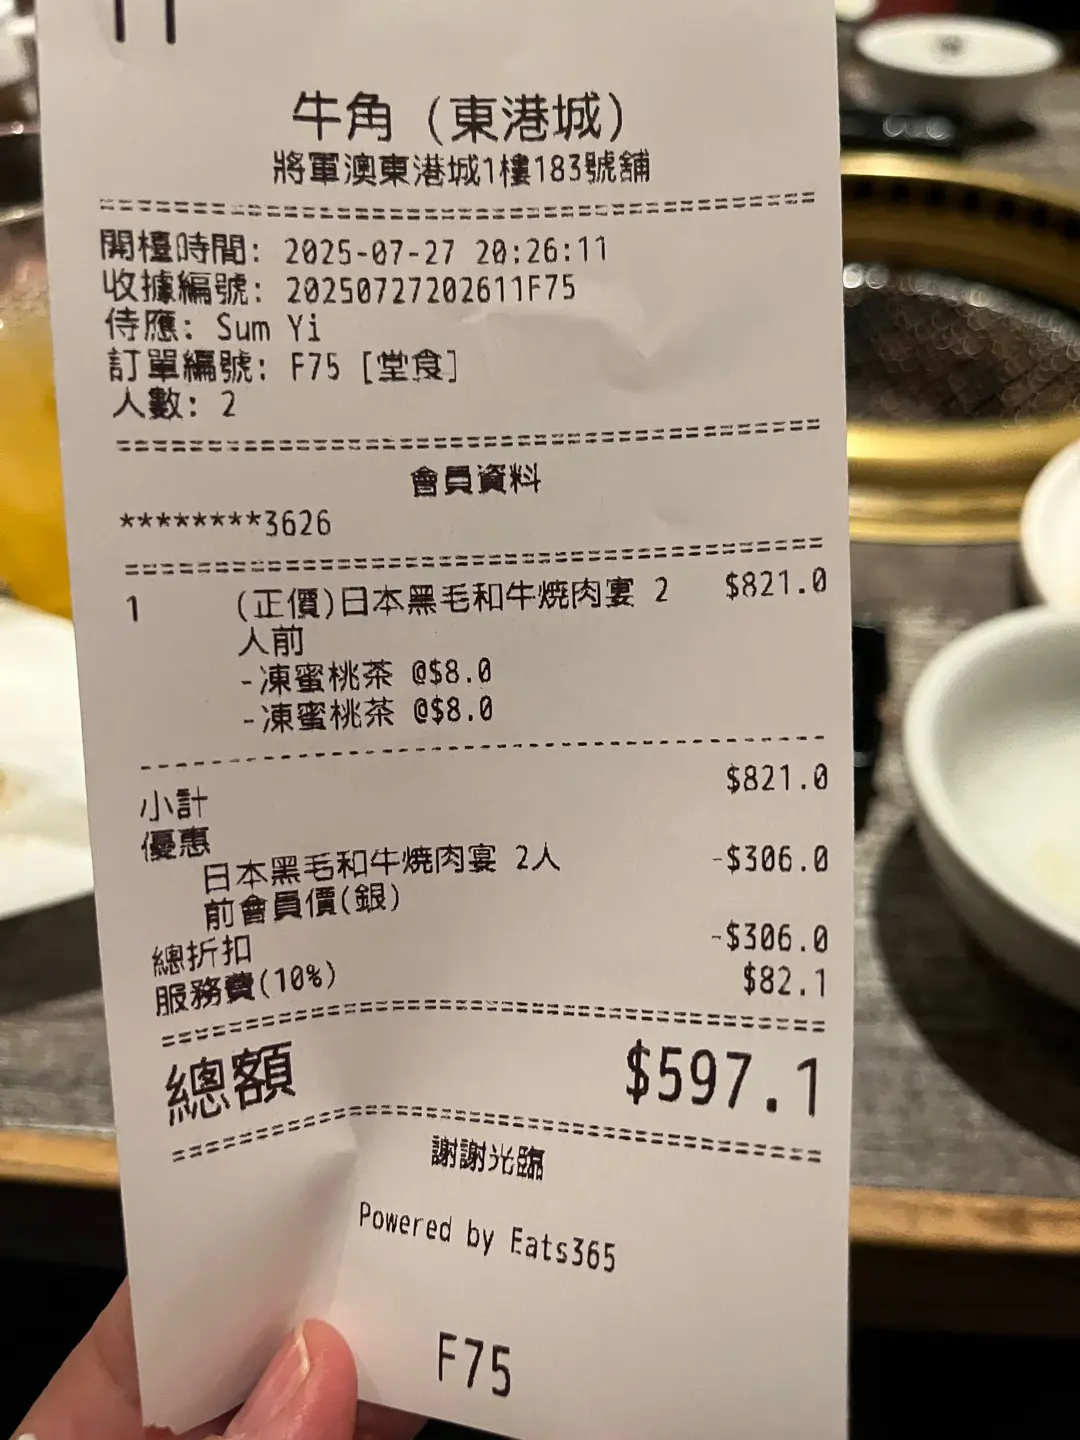 牛角 (東港城)
將軍澳東港城1樓183號舖
開檯時間: 2025-07-27 20:26:11
收據編號: 20250727202611F75
侍應: Sum Yi
訂單編號: F75 [堂食]
人數: 2
會員資料
********3626
1 (正價)日本黑毛和牛燒肉宴 2 $821.0
人前
-凍蜜桃茶 @$8.0
-凍蜜桃茶 @$8.0
小計 $821.0
優惠
日本黑毛和牛燒肉宴 2人 -$306.0
前會員價(銀)
總折扣 -$306.0
服務費(10%) $82.1
總額 $597.1
謝謝光臨
Powered by Eats365
F75